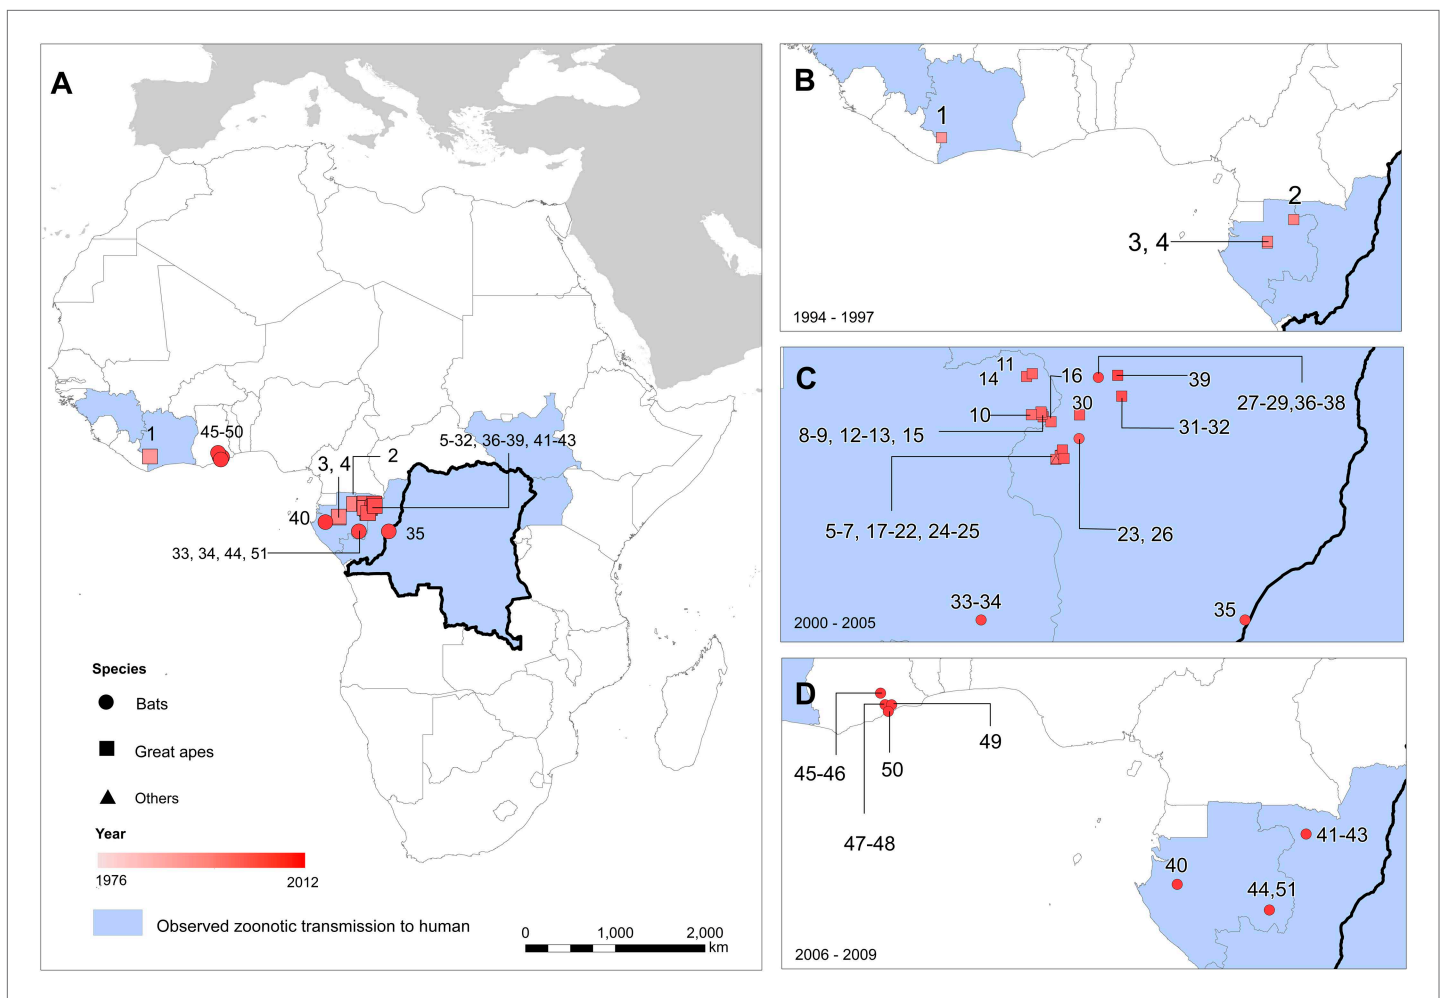 A
1
45-50
5-32, 36-39, 41-43
3, 4
2
40
35
33, 34, 44, 51
Species
Bats
Great apes
Others
Year
1976
2012
Observed zoonotic transmission to human
0
1,000
2,000
km
B
1
2
3, 4
1994 - 1997
C
11
14
16
39
10
30
27-29,36-38
8-9, 12-13, 15
31-32
5-7, 17-22, 24-25
23, 26
33-34
35
2000 - 2005
D
49
45-46
50
47-48
41-43
40
44,51
2006 - 2009